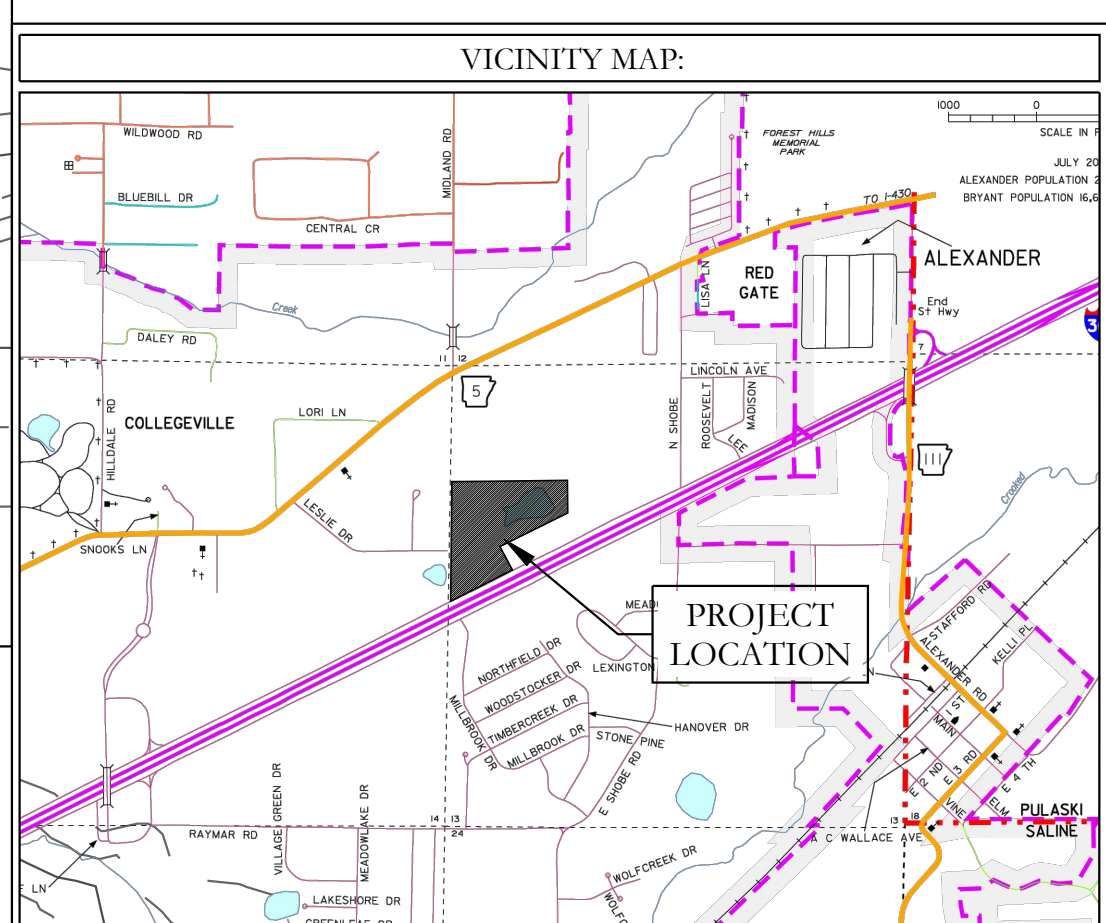 VICINITY MAP:
WILDWOOD RD
BLUEBILL DR
CENTRAL CR
MIDLAND RD
FOREST HILLS
MEMORIAL
PARK
1000
0
SCALE IN
JULY 20
ALEXANDER POPULATION 2
BRYANT POPULATION 16,6
TO I-430
ALEXANDER
RED
GATE
LISA LN
End
St Hwy
3
7
Creek
DALEY RD
11
12
5
LINCOLN AVE
COLLEGEVILLE
LORI LN
HILLDALE RD
N SHOBE
ROOSEVELT
MADISON
LEE
111
Crooked
LESLIE DR
SNOOKS LN
PROJECT
LOCATION
MEAD
LEXINGTON
STAFFORD RD
ALEXANDER RD
KELLI PL
N
NORTHFIELD DR
WOODSTOCKER DR
TIMBERCREEK DR
MILLBROOK DR
MILLBROOK DR
HANOVER DR
STONE PINE
E SHOBE RD
1 ST
MAIN
E 2 ND
E 3 RD
E 4 TH
VINE
ELM
PULASKI
SALINE
VILLAGE GREEN DR
MEADOWLAKE DR
RAYMAR RD
14
13
24
13
18
A C WALLACE AVE
WOLFCREEK DR
WOLFC
F LN
LAKESHORE DR
GREENLEAF DR